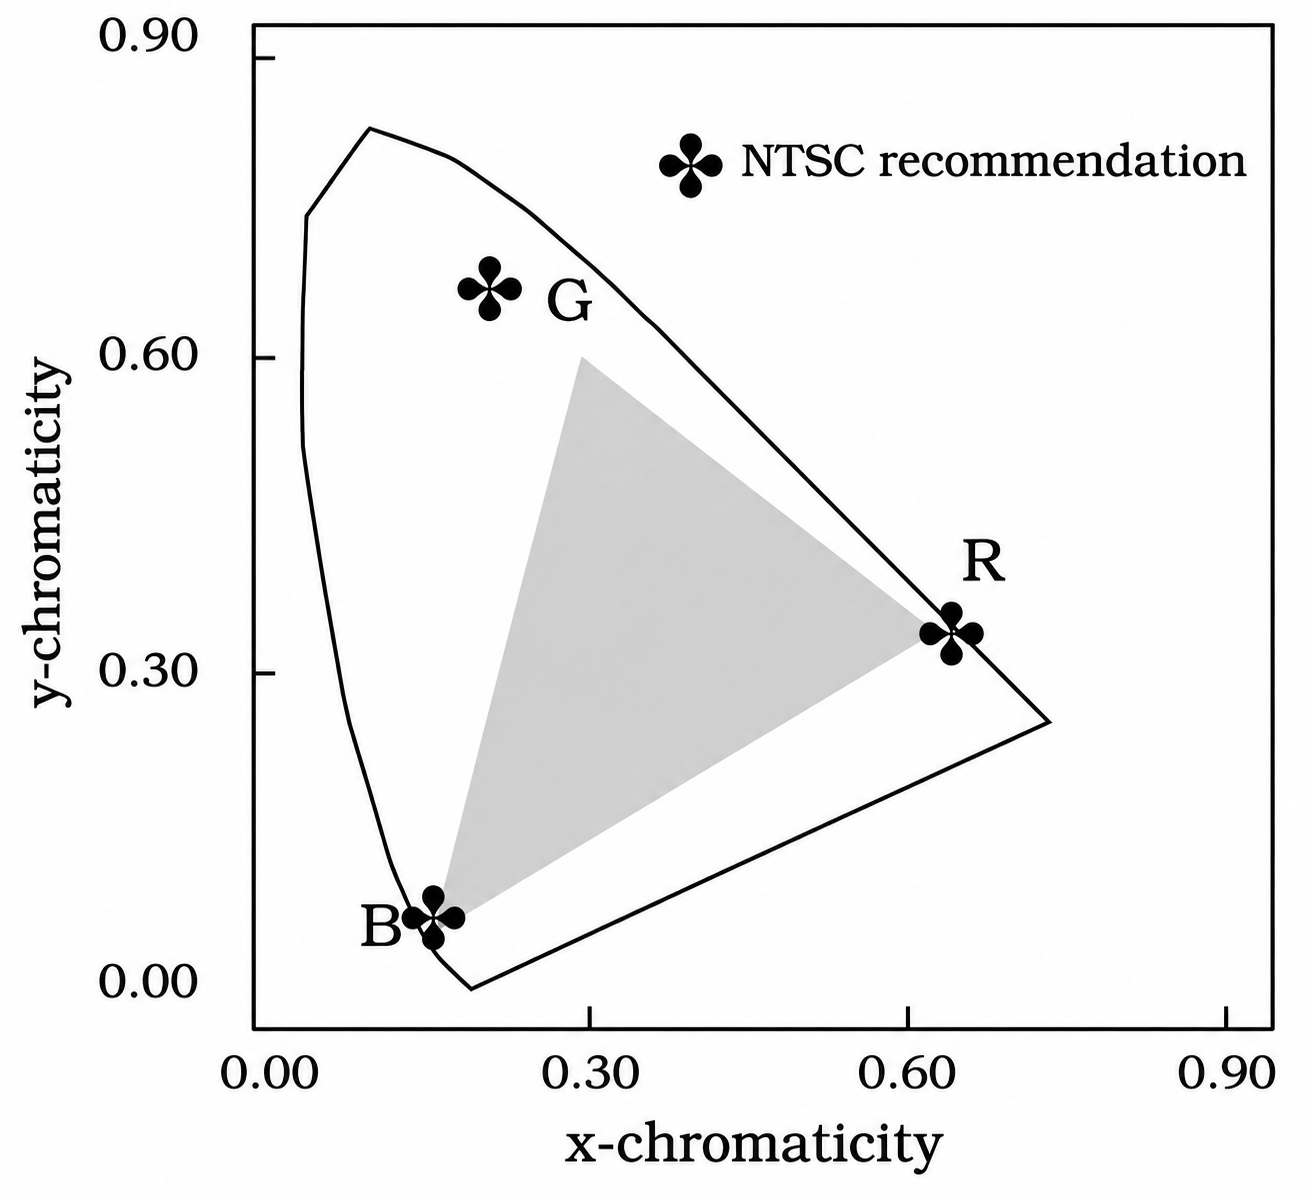 0.90
NTSC recommendation
G
0.60
R
0.30
B
0.00
0.00 0.30 0.60 0.90
x-chromaticity
y-chromaticity